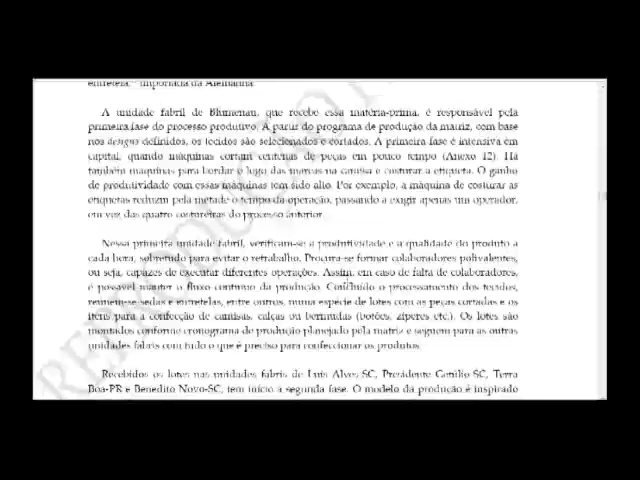 entretela, – importada da Alemanha.
A unidade fabril de Blumenau, que recebe essa matéria-prima, é responsável pela
primeira fase do processo produtivo. A partir do programa de produção da matriz, com base
nos designs definidos, os tecidos são selecionados e cortados. A primeira fase é intensiva em
capital, quando máquinas cortam centenas de peças em pouco tempo (Anexo 12). Há
também máquinas para bordar o logo das marcas na camisa e costurar a etiqueta. O ganho
de produtividade com essas máquinas tem sido alto. Por exemplo, a máquina de costurar as
etiquetas reduziu pela metade o tempo da operação, passando a exigir apenas um operador,
em vez das quatro costureiras do processo anterior.
Nessa primeira unidade fabril, verificam-se a produtividade e a qualidade do produto a
cada hora, sobretudo para evitar o retrabalho. Procura-se formar colaboradores polivalentes,
ou seja, capazes de executar diferentes operações. Assim, em caso de falta de colaboradores,
é possível manter o fluxo contínuo da produção. Concluído o processamento dos tecidos,
reúnem-se sedas e entretelas, entre outros, numa espécie de lotes com as peças cortadas e os
itens para a confecção de camisas, calças ou bermudas (botões, zíperes etc.). Os lotes são
montados conforme cronograma de produção planejado pela matriz e seguem para as outras
unidades fabris com tudo o que é preciso para confeccionar os produtos.
Recebidos os lotes nas unidades fabris de Luís Alves-SC, Presidente Getúlio-SC, Terra
Boa-PR e Benedito Novo-SC, tem início a segunda fase. O modelo da produção é inspirado